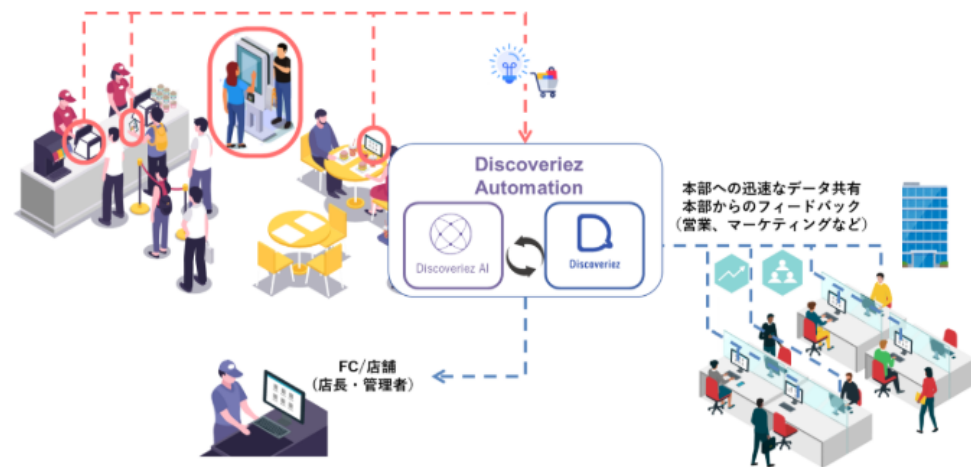 Discoveriez
Automation
Discoveriez AI
Discoveriez
本部への迅速なデータ共有
本部からのフィードバック
（営業、マーケティングなど）
FC/店舗
（店長・管理者）